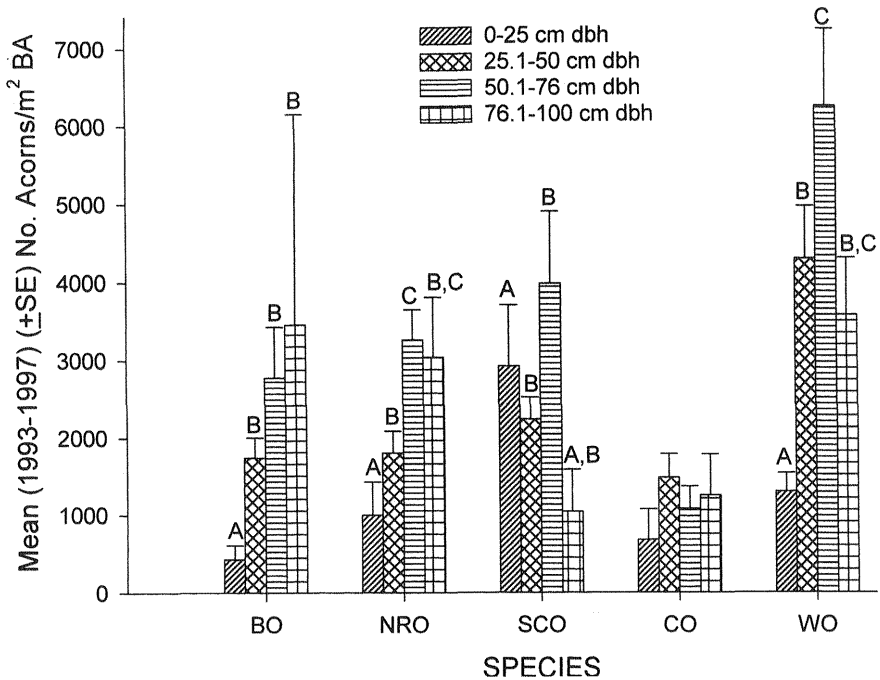 Mean (1993-1997) (±SE) No. Acorns/m² BA
7000
6000
5000
4000
3000
2000
1000
0
0-25 cm dbh
25.1-50 cm dbh
50.1-76 cm dbh
76.1-100 cm dbh
A
B
B
B
A
B
C
B,C
A
B
B
A,B
A
B
C
B,C
BO
NRO
SCO
CO
WO
SPECIES